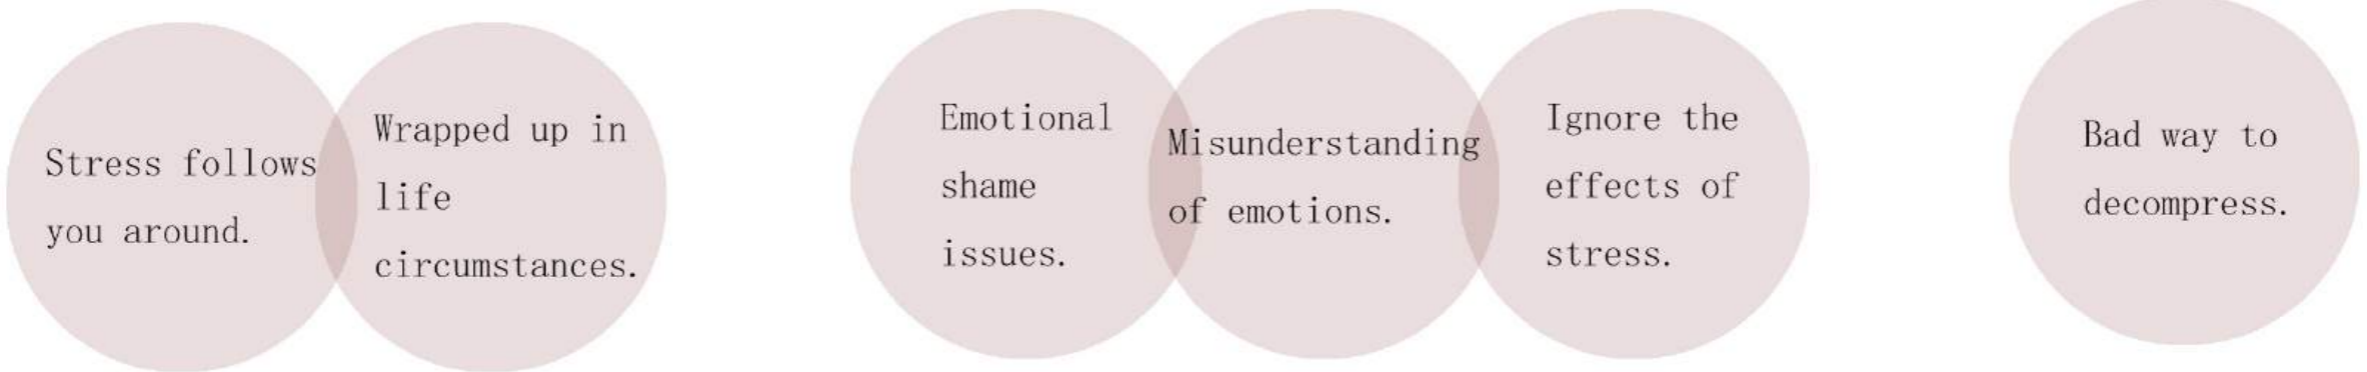 Stress follows
you around.
Wrapped up in
life
circumstances.
Emotional
shame
issues.
Misunderstanding
of emotions.
Ignore the
effects of
stress.
Bad way to
decompress.